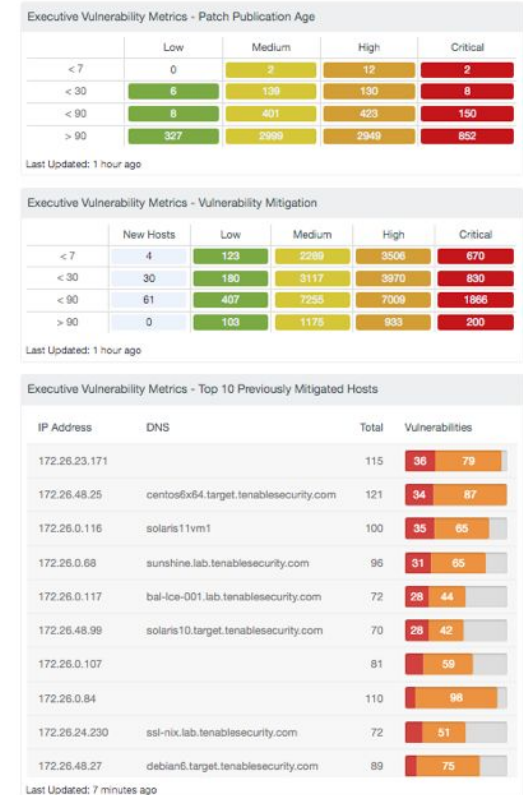 Executive Vulnerability Metrics - Patch Publication Age
Low Medium High Critical
< 7 0 2 12 2
< 30 6 139 130 8
< 90 8 401 423 150
> 90 327 2999 2949 852
Last Updated: 1 hour ago
Executive Vulnerability Metrics - Vulnerability Mitigation
New Hosts Low Medium High Critical
< 7 4 123 2289 3506 670
< 30 30 180 3117 3970 830
< 90 61 407 7255 7009 1866
> 90 0 103 1175 933 200
Last Updated: 1 hour ago
Executive Vulnerability Metrics - Top 10 Previously Mitigated Hosts
IP Address DNS Total Vulnerabilities
172.26.23.171 115 36 79
172.26.48.25 centos6x64.target.tenablesecurity.com 121 34 87
172.26.0.116 solaris11vm1 100 35 65
172.26.0.68 sunshine.lab.tenablesecurity.com 96 31 65
172.26.0.117 bal-lce-001.lab.tenablesecurity.com 72 28 44
172.26.48.99 solaris10.target.tenablesecurity.com 70 28 42
172.26.0.107 81 59
172.26.0.84 110 98
172.26.24.230 ssl-nix.lab.tenablesecurity.com 72 51
172.26.48.27 debian6.target.tenablesecurity.com 89 75
Last Updated: 7 minutes ago